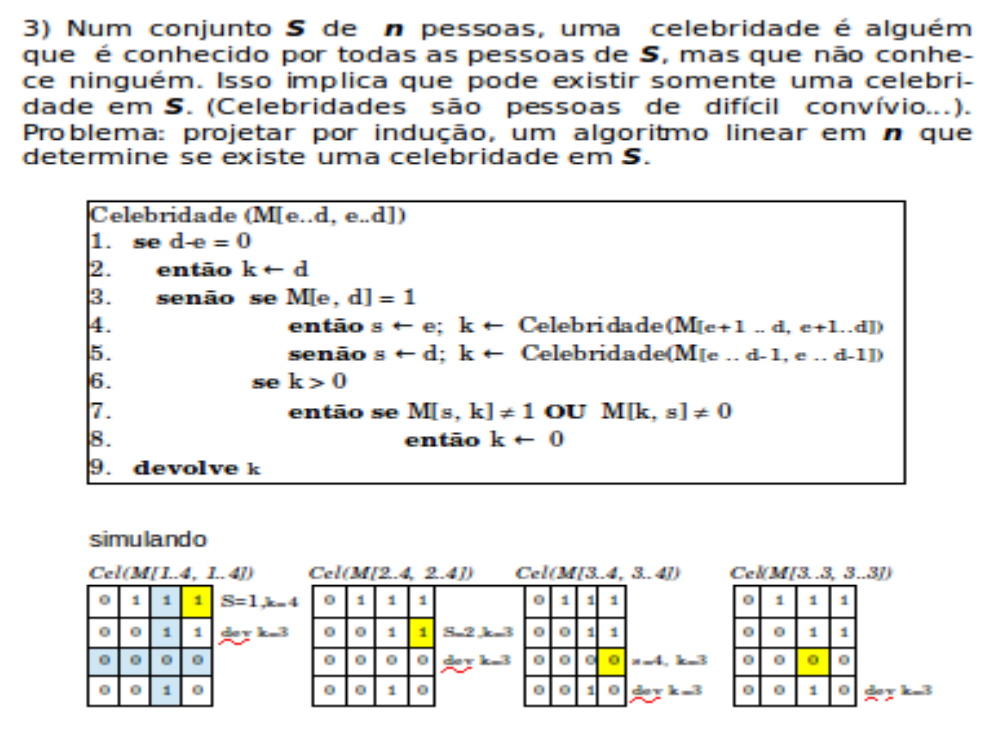 3) Num conjunto S de n pessoas, uma celebridade é alguém
que é conhecido por todas as pessoas de S, mas que não conhe-
ce ninguém. Isso implica que pode existir somente uma celebri-
dade em S. (Celebridades são pessoas de difícil convívio...).
Problema: projetar por indução, um algoritmo linear em n que
determine se existe uma celebridade em S.
Celebridade (M[e..d, e..d])
1. se d-e = 0
2. então k ← d
3. senão se M[e, d] = 1
4. então s ← e; k ← Celebridade(M[e+1 .. d, e+1..d])
5. senão s ← d; k ← Celebridade(M[e .. d-1, e .. d-1])
6. se k > 0
7. então se M[s, k] ≠ 1 OU M[k, s] ≠ 0
8. então k ← 0
9. devolve k
simulando
Cel(M[1..4, 1..4]) Cel(M[2..4, 2..4]) Cel(M[3..4, 3..4]) Cel(M[3..3, 3..3])
0 1 1 1 S=1,k=4 0 1 1 1 0 1 1 1 0 1 1 1
0 0 1 1 dev k=3 0 0 1 1 S=2,k=3 0 0 1 1 0 0 1 1
0 0 0 0 0 0 0 0 dev k=3 0 0 0 0 s=4, k=3 0 0 0 0
0 0 1 0 0 0 1 0 0 0 1 0 dev k=3 0 0 1 0 dev k=3